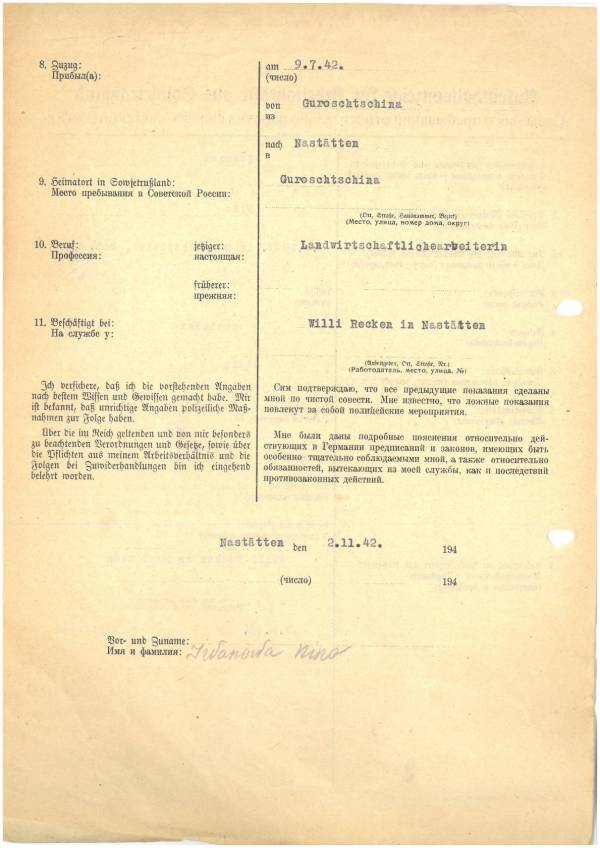 8. Zuzug: am 9.7.42.
Прибыл(а): (число)
von Guroschtschina
из
nach Nastätten
в
9. Heimatort in Sowjetrußland: Guroschtschina
Место пребывания в Советской России:
(Ort, Straße, Hausnummer, Bezirk)
(Место, улица, номер дома, округ)
10. Beruf: jetziger: Landwirtschaftlichearbeiterin
Профессия: настоящая:
früherer:
прежняя:
11. Beschäftigt bei: Willi Recken in Nastätten
На службе у:
(Arbeitgeber, Ort, Straße, Nr.)
(Работодатель, место, улица, №)
Ich versichere, daß ich die vorstehenden Angaben
nach bestem Wissen und Gewissen gemacht habe. Mir
ist bekannt, daß unrichtige Angaben polizeiliche Maß-
nahmen zur Folge haben.
Über die im Reich geltenden und von mir besonders
zu beachtenden Verordnungen und Gesetze, sowie über
die Pflichten aus meinem Arbeitsverhältnis und die
Folgen bei Zuwiderhandlungen bin ich eingehend
belehrt worden.
Сим подтверждаю, что все предыдущие показания сделаны
мной по чистой совести. Мне известно, что ложные показания
повлекут за собой полицейские мероприятия.
Мне были даны подробные пояснения относительно дей-
ствующих в Германии предписаний и законов, имеющих быть
особенно тщательно соблюдаемыми мной, а также относительно
обязанностей, вытекающих из моей службы, как и последствий
противозаконных действий.
Nastätten den 2.11.42. 194
(число) 194
Vor- und Zuname:
Имя и фамилия: Iwanowa Nina